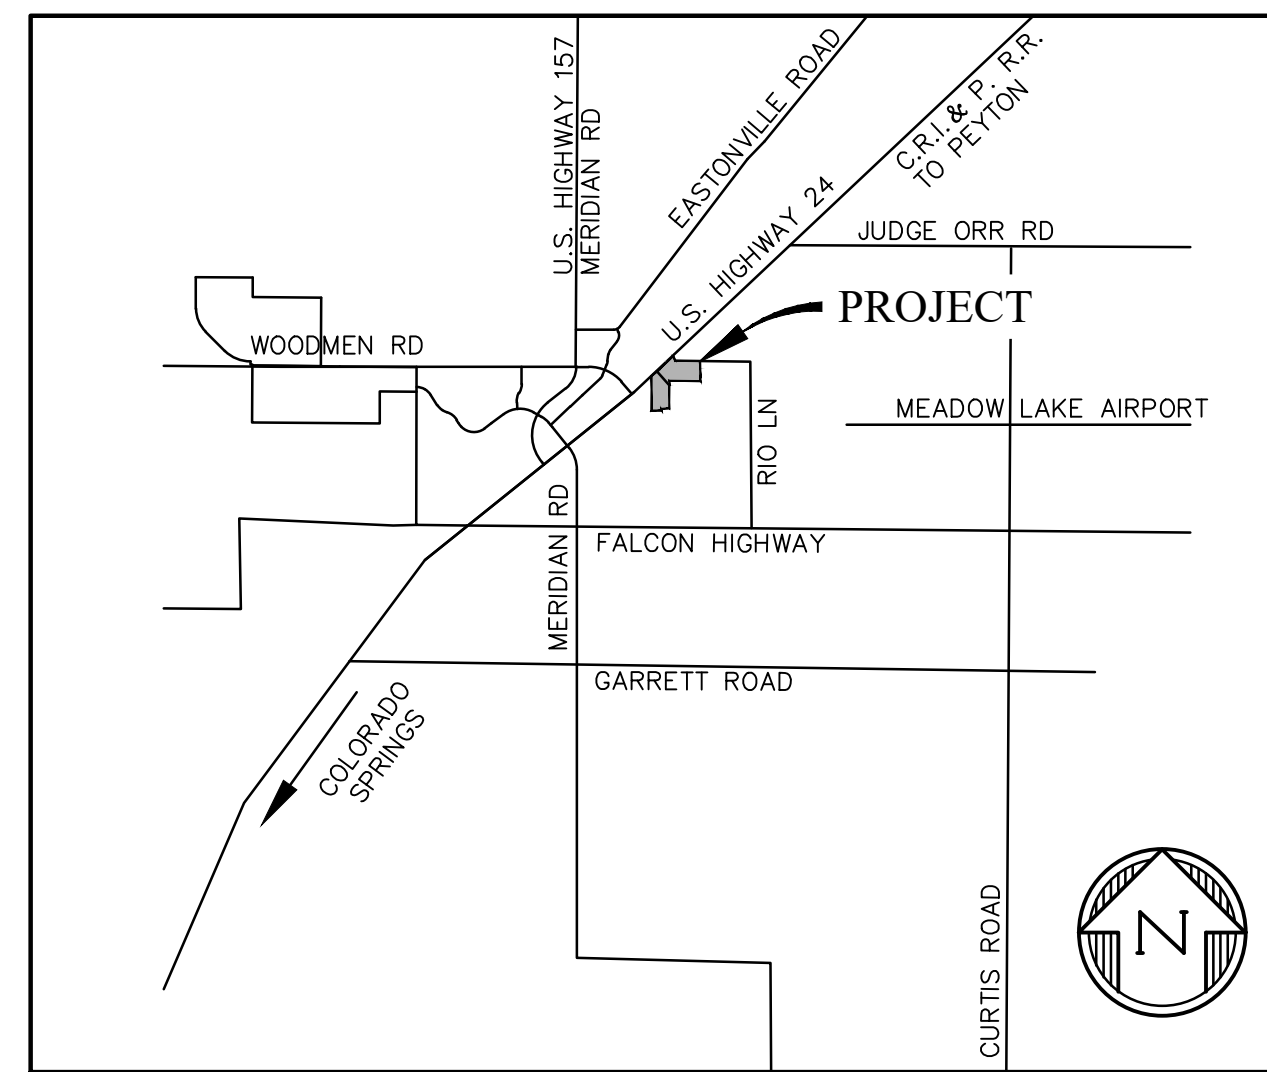 U.S. HIGHWAY 157
MERIDIAN RD
EASTONVILLE ROAD
C.R.I. & P. R.R.
TO PEYTON
U.S. HIGHWAY 24
JUDGE ORR RD
PROJECT
WOODMEN RD
MEADOW LAKE AIRPORT
RIO LN
MERIDIAN RD
FALCON HIGHWAY
GARRETT ROAD
COLORADO
SPRINGS
CURTIS ROAD
N